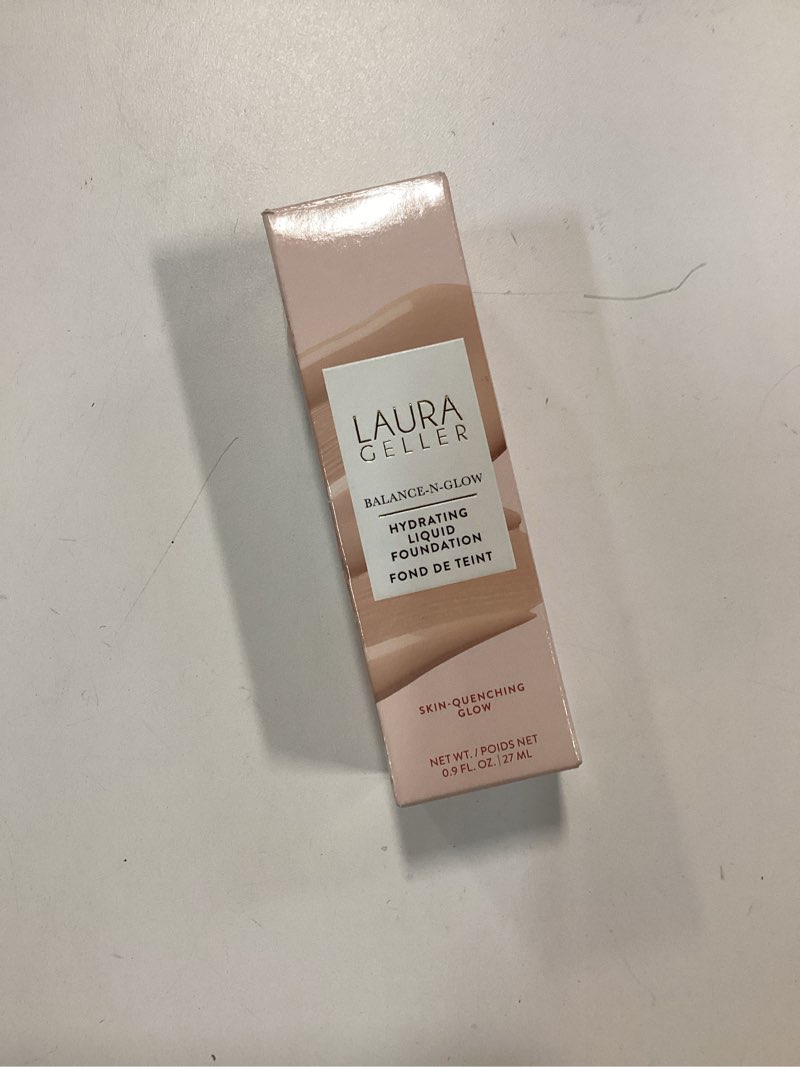 LAURA
GELLER
BALANCE-N-GLOW
HYDRATING
LIQUID
FOUNDATION
FOND DE TEINT
SKIN-QUENCHING
GLOW
NET WT. / POIDS NET
0.9 FL. OZ. | 27 ML